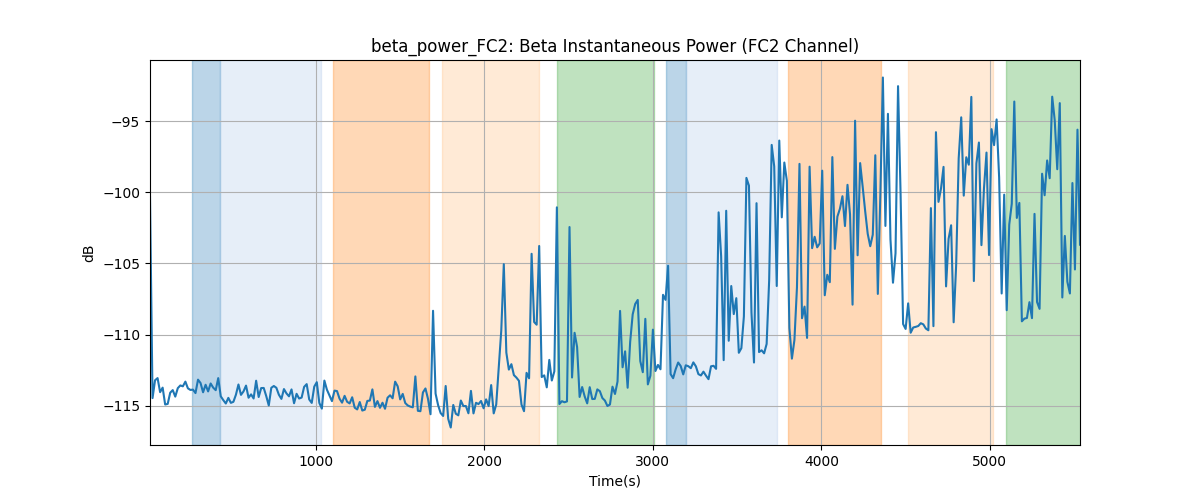 beta_power_FC2: Beta Instantaneous Power (FC2 Channel)
−95
−100
−105
−110
−115
dB
1000 2000 3000 4000 5000
Time(s)